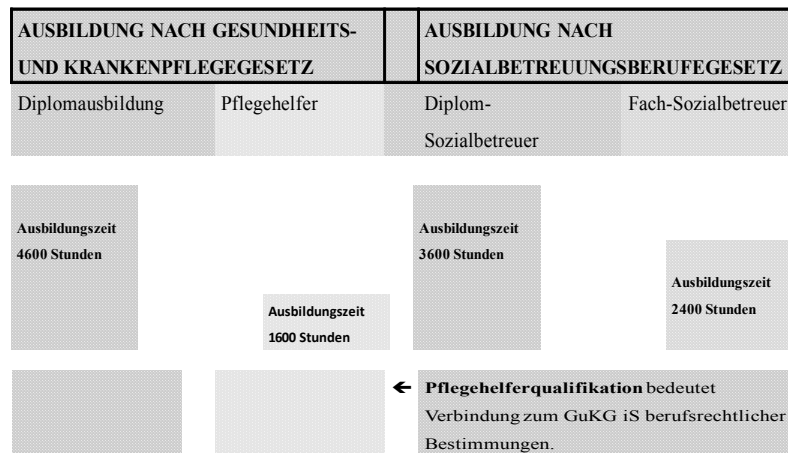 AUSBILDUNG NACH GESUNDHEITS-
UND KRANKENPFLEGEGESETZ
AUSBILDUNG NACH
SOZIALBETREUUNGSBERUFEGESETZ
Diplomausbildung
Pflegehelfer
Diplom-
Sozialbetreuer
Fach-Sozialbetreuer
Ausbildungszeit
4600 Stunden
Ausbildungszeit
1600 Stunden
Ausbildungszeit
3600 Stunden
Ausbildungszeit
2400 Stunden
← Pflegehelferqualifikation bedeutet
Verbindung zum GuKG iS berufsrechtlicher
Bestimmungen.